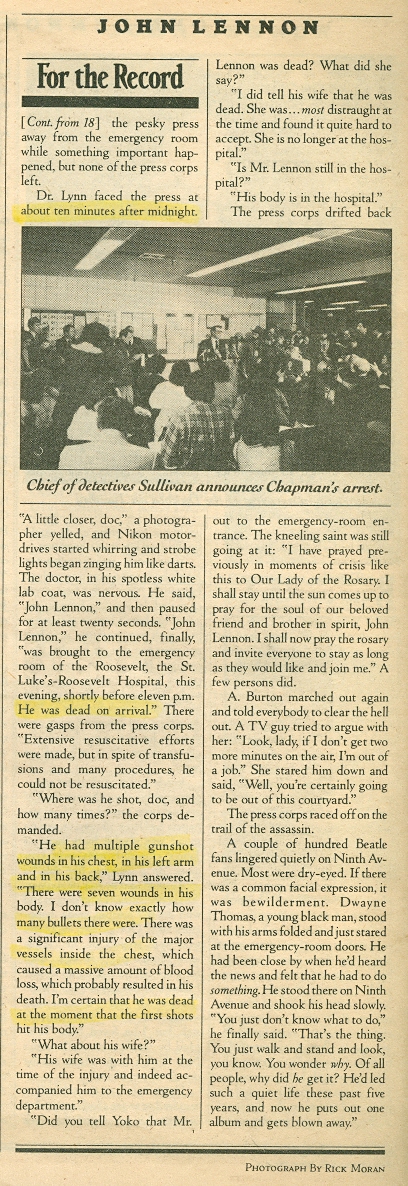 JOHN LENNON
For the Record
[Cont. from 18] the pesky press
away from the emergency room
while something important hap-
pened, but none of the press corps
left.
Dr. Lynn faced the press at
about ten minutes after midnight.
Lennon was dead? What did she
say?"
"I did tell his wife that he was
dead. She was...most distraught at
the time and found it quite hard to
accept. She is no longer at the hos-
pital."
"Is Mr. Lennon still in the hos-
pital?"
"His body is in the hospital."
The press corps drifted back
Chief of detectives Sullivan announces Chapman's arrest.
"A little closer, doc," a photogra-
pher yelled, and Nikon motor-
drives started whirring and strobe
lights began zinging him like darts.
The doctor, in his spotless white
lab coat, was nervous. He said,
"John Lennon," and then paused
for at least twenty seconds. "John
Lennon," he continued, finally,
"was brought to the emergency
room of the Roosevelt, the St.
Luke's-Roosevelt Hospital, this
evening, shortly before eleven p.m.
He was dead on arrival." There
were gasps from the press corps.
"Extensive resuscitative efforts
were made, but in spite of transfu-
sions and many procedures, he
could not be resuscitated."
"Where was he shot, doc, and
how many times?" the corps de-
manded.
"He had multiple gunshot
wounds in his chest, in his left arm
and in his back," Lynn answered.
"There were seven wounds in his
body. I don't know exactly how
many bullets there were. There was
a significant injury of the major
vessels inside the chest, which
caused a massive amount of blood
loss, which probably resulted in his
death. I'm certain that he was dead
at the moment that the first shots
hit his body."
"What about his wife?"
"His wife was with him at the
time of the injury and indeed ac-
companied him to the emergency
department."
"Did you tell Yoko that Mr.
out to the emergency-room en-
trance. The kneeling saint was still
going at it: "I have prayed pre-
viously in moments of crisis like
this to Our Lady of the Rosary. I
shall stay until the sun comes up to
pray for the soul of our beloved
friend and brother in spirit, John
Lennon. I shall now pray the rosary
and invite everyone to stay as long
as they would like and join me." A
few persons did.
A. Burton marched out again
and told everybody to clear the hell
out. A TV guy tried to argue with
her: "Look, lady, if I don't get two
more minutes on the air, I'm out of
a job." She stared him down and
said, "Well, you're certainly going
to be out of this courtyard."
The press corps raced off on the
trail of the assassin.
A couple of hundred Beatle
fans lingered quietly on Ninth Av-
enue. Most were dry-eyed. If there
was a common facial expression, it
was bewilderment. Dwayne
Thomas, a young black man, stood
with his arms folded and just stared
at the emergency-room doors. He
had been close by when he'd heard
the news and felt that he had to do
something. He stood there on Ninth
Avenue and shook his head slowly.
"You just don't know what to do,"
he finally said. "That's the thing.
You just walk and stand and look,
you know. You wonder why. Of all
people, why did he get it? He'd led
such a quiet life these past five
years, and now he puts out one
album and gets blown away."
PHOTOGRAPH BY RICK MORAN